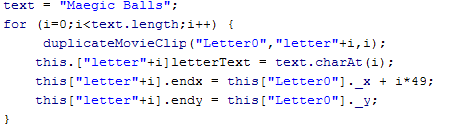 text = "Maegic Balls";
for (i=0;i<text.length;i++) {
duplicateMovieClip("Letter0","letter"+i,i);
this.["letter"+i]letterText = text.charAt(i);
this["letter"+i].endx = this["Letter0"]._x + i*49;
this["letter"+i].endy = this["Letter0"]._y;
}